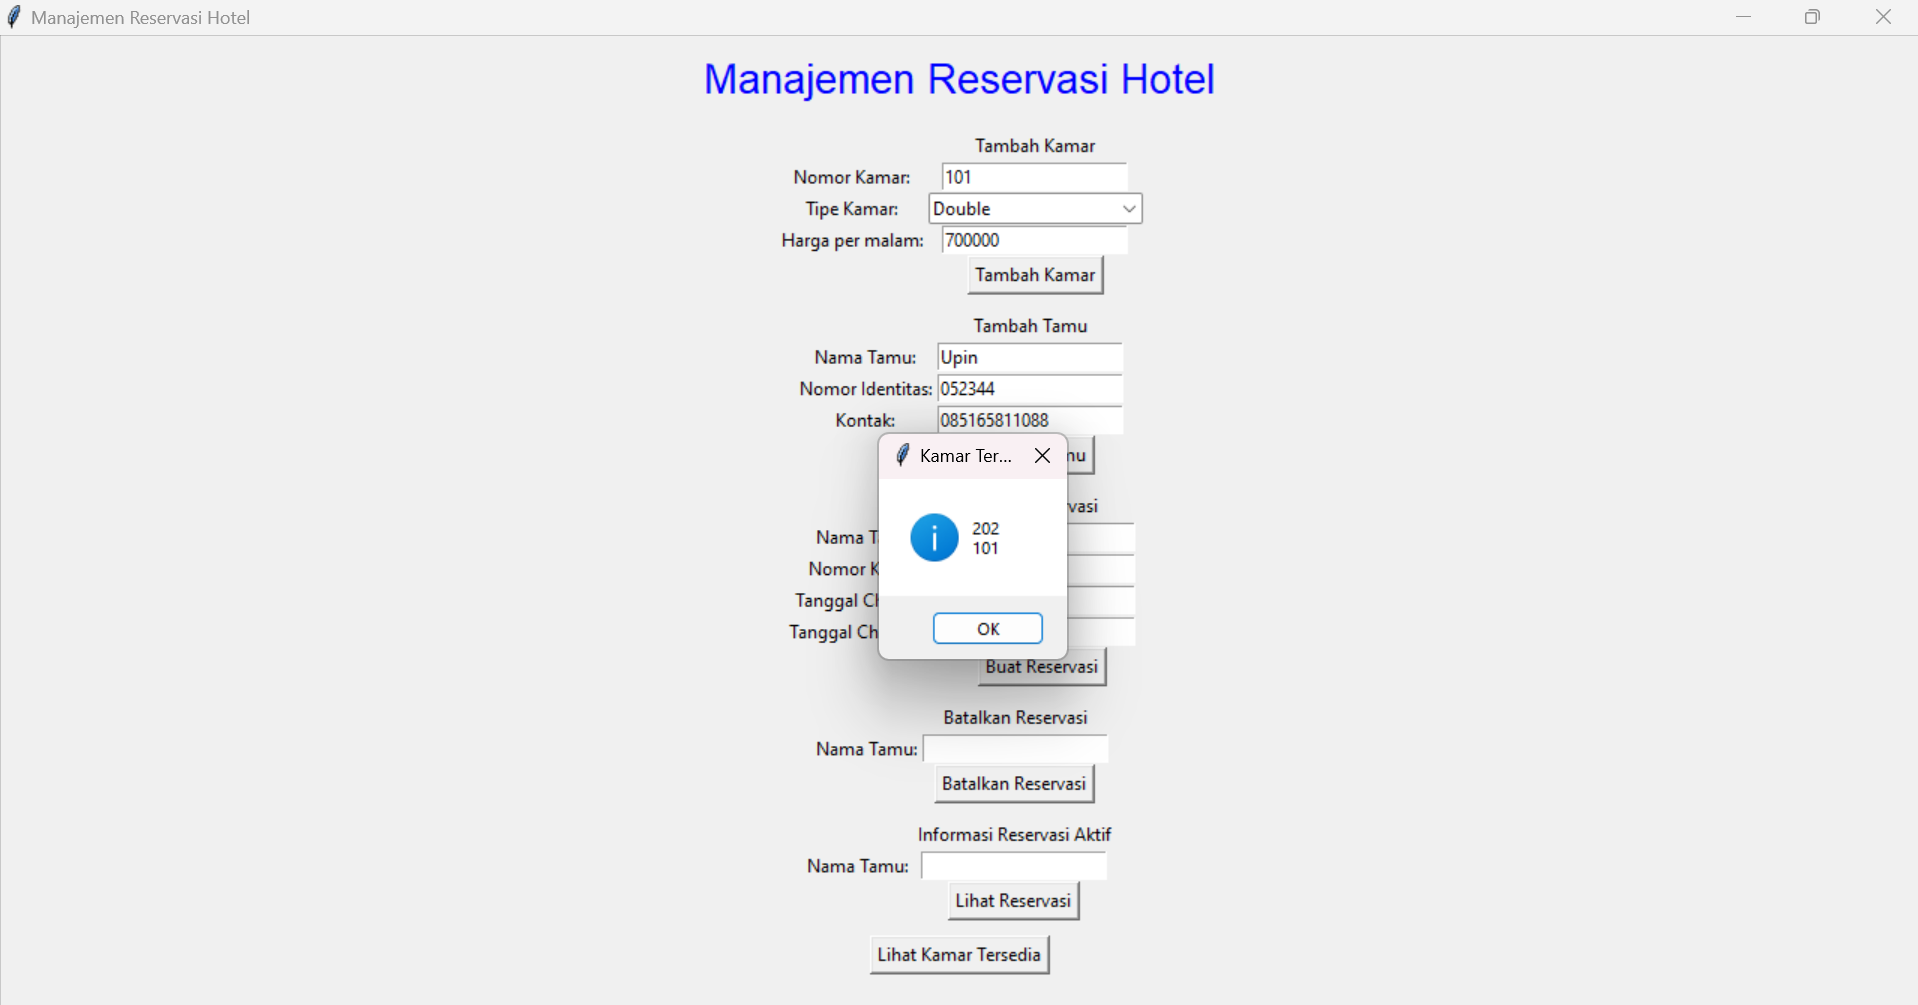 Manajemen Reservasi Hotel
Manajemen Reservasi Hotel
Tambah Kamar
Nomor Kamar: 101
Tipe Kamar: Double
Harga per malam: 700000
Tambah Kamar
Tambah Tamu
Nama Tamu: Upin
Nomor Identitas: 052344
Kontak: 085165811088
mu
Kamar Ter...
202
101
OK
vasi
Nama T
Nomor K
Tanggal Ch
Tanggal Ch
Buat Reservasi
Batalkan Reservasi
Nama Tamu:
Batalkan Reservasi
Informasi Reservasi Aktif
Nama Tamu:
Lihat Reservasi
Lihat Kamar Tersedia